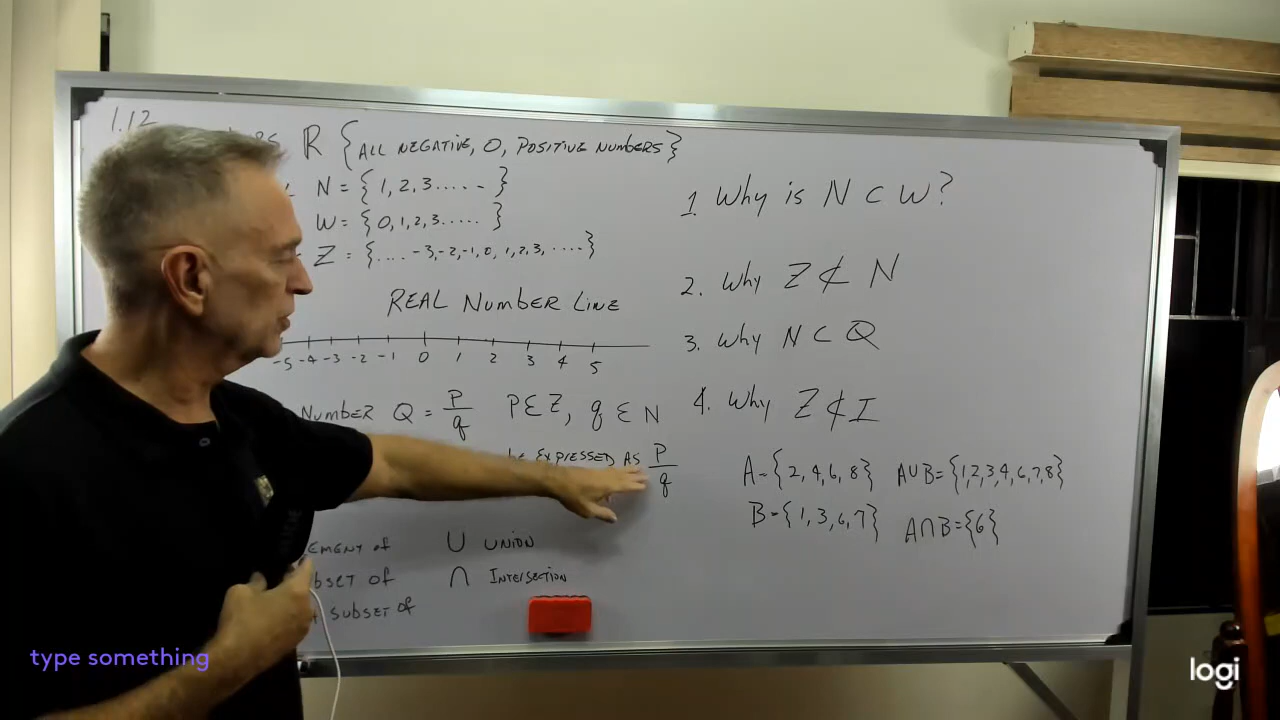 1.12
R {ALL NEGATIVE, 0, POSITIVE NUMBERS}
N = {1, 2, 3.....}
W = {0, 1, 2, 3.....}
Z = {.... -3, -2, -1, 0, 1, 2, 3, .....}
REAL NUMBER LINE
-5 -4 -3 -2 -1 0 1 2 3 4 5
NUMBER Q = P/q P∈Z, q∈N
be EXPRESSED AS P/q
∪ UNION
∩ INTERSECTION
SUBSET OF
1. Why is N ⊂ W?
2. Why Z ⊄ N
3. Why N ⊂ Q
4. Why Z ⊄ I
A={2, 4, 6, 8} A∪B={1,2,3,4,6,7,8}
B={1, 3, 6, 7} A∩B={6}
type something
logi